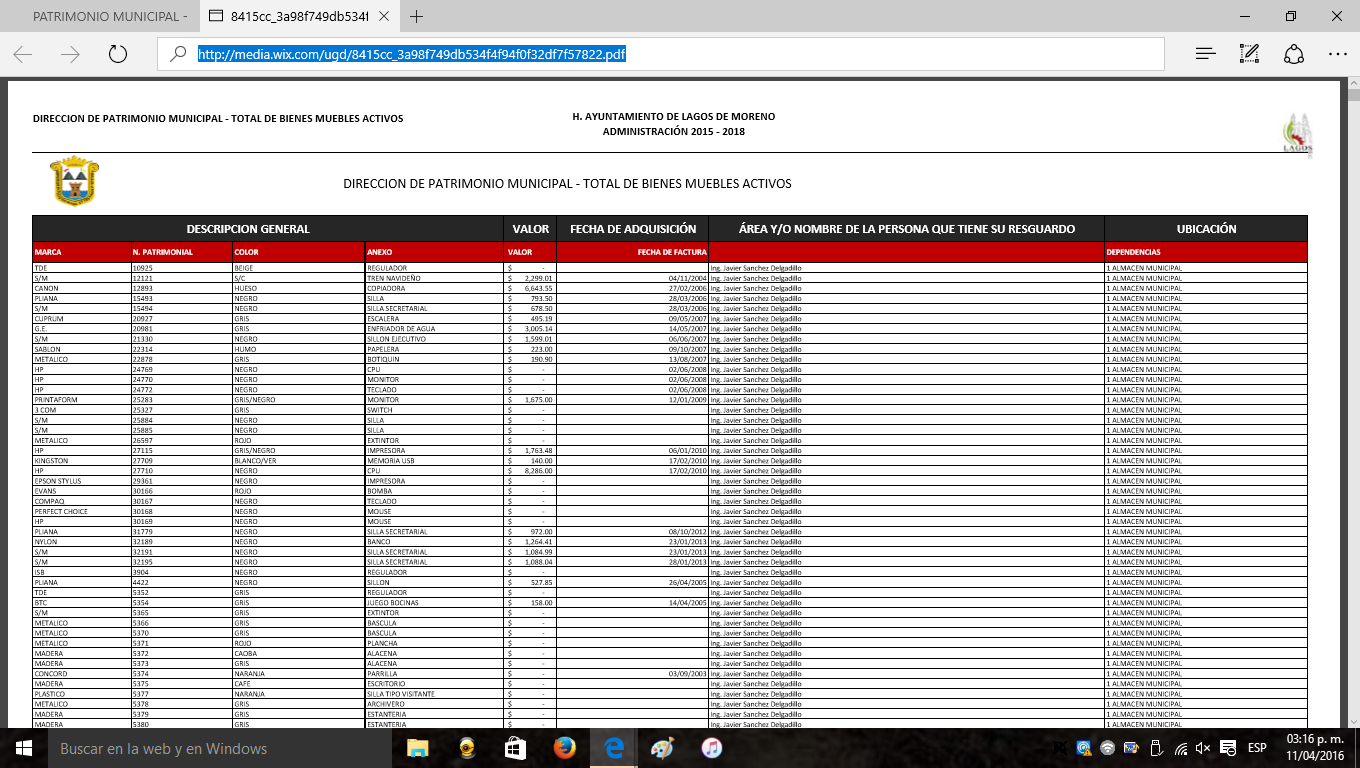 PATRIMONIO MUNICIPAL -
8415cc_3a98f749db534f
http://media.wix.com/ugd/8415cc_3a98f749db534f4f94f0f32df7f57822.pdf
DIRECCION DE PATRIMONIO MUNICIPAL - TOTAL DE BIENES MUEBLES ACTIVOS
H. AYUNTAMIENTO DE LAGOS DE MORENO
ADMINISTRACIÓN 2015 - 2018
LAGOS
DIRECCION DE PATRIMONIO MUNICIPAL - TOTAL DE BIENES MUEBLES ACTIVOS
DESCRIPCION GENERAL VALOR FECHA DE ADQUISICIÓN ÁREA Y/O NOMBRE DE LA PERSONA QUE TIENE SU RESGUARDO UBICACIÓN
MARCA N. PATRIMONIAL COLOR ANEXO VALOR FECHA DE FACTURA DEPENDENCIAS
TDE 10925 BEIGE REGULADOR $ - Ing. Javier Sanchez Delgadillo 1 ALMACEN MUNICIPAL
S/M 12121 S/C TREN NAVIDEÑO $ 2,299.01 04/11/2004 Ing. Javier Sanchez Delgadillo 1 ALMACEN MUNICIPAL
CANON 12893 HUESO COPIADORA $ 6,643.55 27/02/2006 Ing. Javier Sanchez Delgadillo 1 ALMACEN MUNICIPAL
PLIANA 15493 NEGRO SILLA $ 793.50 28/03/2006 Ing. Javier Sanchez Delgadillo 1 ALMACEN MUNICIPAL
S/M 15494 NEGRO SILLA SECRETARIAL $ 678.50 28/03/2006 Ing. Javier Sanchez Delgadillo 1 ALMACEN MUNICIPAL
CUPRUM 20927 GRIS ESCALERA $ 495.19 09/05/2007 Ing. Javier Sanchez Delgadillo 1 ALMACEN MUNICIPAL
G.E. 20981 GRIS ENFRIADOR DE AGUA $ 3,005.14 14/05/2007 Ing. Javier Sanchez Delgadillo 1 ALMACEN MUNICIPAL
S/M 21330 NEGRO SILLON EJECUTIVO $ 1,599.01 06/06/2007 Ing. Javier Sanchez Delgadillo 1 ALMACEN MUNICIPAL
SABLON 22314 HUMO PAPELERA $ 223.00 09/10/2007 Ing. Javier Sanchez Delgadillo 1 ALMACEN MUNICIPAL
METALICO 22878 GRIS BOTIQUIN $ 190.90 13/08/2007 Ing. Javier Sanchez Delgadillo 1 ALMACEN MUNICIPAL
HP 24769 NEGRO CPU $ - 02/06/2008 Ing. Javier Sanchez Delgadillo 1 ALMACEN MUNICIPAL
HP 24770 NEGRO MONITOR $ - 02/06/2008 Ing. Javier Sanchez Delgadillo 1 ALMACEN MUNICIPAL
HP 24772 NEGRO TECLADO $ - 02/06/2008 Ing. Javier Sanchez Delgadillo 1 ALMACEN MUNICIPAL
PRINTAFORM 25283 GRIS/NEGRO MONITOR $ 1,675.00 12/01/2009 Ing. Javier Sanchez Delgadillo 1 ALMACEN MUNICIPAL
3 COM 25327 GRIS SWITCH $ - Ing. Javier Sanchez Delgadillo 1 ALMACEN MUNICIPAL
S/M 25884 NEGRO SILLA $ - Ing. Javier Sanchez Delgadillo 1 ALMACEN MUNICIPAL
S/M 25885 NEGRO SILLA $ - Ing. Javier Sanchez Delgadillo 1 ALMACEN MUNICIPAL
METALICO 26597 ROJO EXTINTOR $ - Ing. Javier Sanchez Delgadillo 1 ALMACEN MUNICIPAL
HP 27115 GRIS/NEGRO IMPRESORA $ 1,763.48 06/01/2010 Ing. Javier Sanchez Delgadillo 1 ALMACEN MUNICIPAL
KINGSTON 27709 BLANCO/VER MEMORIA USB $ 140.00 17/02/2010 Ing. Javier Sanchez Delgadillo 1 ALMACEN MUNICIPAL
HP 27710 NEGRO CPU $ 8,286.00 17/02/2010 Ing. Javier Sanchez Delgadillo 1 ALMACEN MUNICIPAL
EPSON STYLUS 29361 NEGRO IMPRESORA $ - Ing. Javier Sanchez Delgadillo 1 ALMACEN MUNICIPAL
EVANS 30166 ROJO BOMBA $ - Ing. Javier Sanchez Delgadillo 1 ALMACEN MUNICIPAL
COMPAQ 30167 NEGRO TECLADO $ - Ing. Javier Sanchez Delgadillo 1 ALMACEN MUNICIPAL
PERFECT CHOICE 30168 NEGRO MOUSE $ - Ing. Javier Sanchez Delgadillo 1 ALMACEN MUNICIPAL
HP 30169 NEGRO MOUSE $ - Ing. Javier Sanchez Delgadillo 1 ALMACEN MUNICIPAL
PLIANA 31779 NEGRO SILLA SECRETARIAL $ 972.00 08/10/2012 Ing. Javier Sanchez Delgadillo 1 ALMACEN MUNICIPAL
NYLON 32189 NEGRO BANCO $ 1,264.41 23/01/2013 Ing. Javier Sanchez Delgadillo 1 ALMACEN MUNICIPAL
S/M 32191 NEGRO SILLA SECRETARIAL $ 1,084.99 23/01/2013 Ing. Javier Sanchez Delgadillo 1 ALMACEN MUNICIPAL
S/M 32195 NEGRO SILLA SECRETARIAL $ 1,088.04 28/01/2013 Ing. Javier Sanchez Delgadillo 1 ALMACEN MUNICIPAL
ISB 3904 NEGRO REGULADOR $ - Ing. Javier Sanchez Delgadillo 1 ALMACEN MUNICIPAL
PLIANA 4422 NEGRO SILLON $ 527.85 26/04/2005 Ing. Javier Sanchez Delgadillo 1 ALMACEN MUNICIPAL
TDE 5352 GRIS REGULADOR $ - Ing. Javier Sanchez Delgadillo 1 ALMACEN MUNICIPAL
BTC 5354 GRIS JUEGO BOCINAS $ 158.00 14/04/2005 Ing. Javier Sanchez Delgadillo 1 ALMACEN MUNICIPAL
S/M 5365 GRIS EXTINTOR $ - Ing. Javier Sanchez Delgadillo 1 ALMACEN MUNICIPAL
METALICO 5366 GRIS BASCULA $ - Ing. Javier Sanchez Delgadillo 1 ALMACEN MUNICIPAL
METALICO 5370 GRIS BASCULA $ - Ing. Javier Sanchez Delgadillo 1 ALMACEN MUNICIPAL
METALICO 5371 ROJO PLANCHA $ - Ing. Javier Sanchez Delgadillo 1 ALMACEN MUNICIPAL
MADERA 5372 CAOBA ALACENA $ - Ing. Javier Sanchez Delgadillo 1 ALMACEN MUNICIPAL
MADERA 5373 GRIS ALACENA $ - Ing. Javier Sanchez Delgadillo 1 ALMACEN MUNICIPAL
CONCORD 5374 NARANJA PARRILLA $ - 03/09/2003 Ing. Javier Sanchez Delgadillo 1 ALMACEN MUNICIPAL
MADERA 5375 CAFE ESCRITORIO $ - Ing. Javier Sanchez Delgadillo 1 ALMACEN MUNICIPAL
PLASTICO 5377 NARANJA SILLA TIPO VISITANTE $ - Ing. Javier Sanchez Delgadillo 1 ALMACEN MUNICIPAL
METALICO 5378 GRIS ARCHIVERO $ - Ing. Javier Sanchez Delgadillo 1 ALMACEN MUNICIPAL
MADERA 5379 GRIS ESTANTERIA $ - Ing. Javier Sanchez Delgadillo 1 ALMACEN MUNICIPAL
MADERA 5380 GRIS ESTANTERIA $ - Ing. Javier Sanchez Delgadillo 1 ALMACEN MUNICIPAL
Buscar en la web y en Windows
ESP
03:16 p. m.
11/04/2016